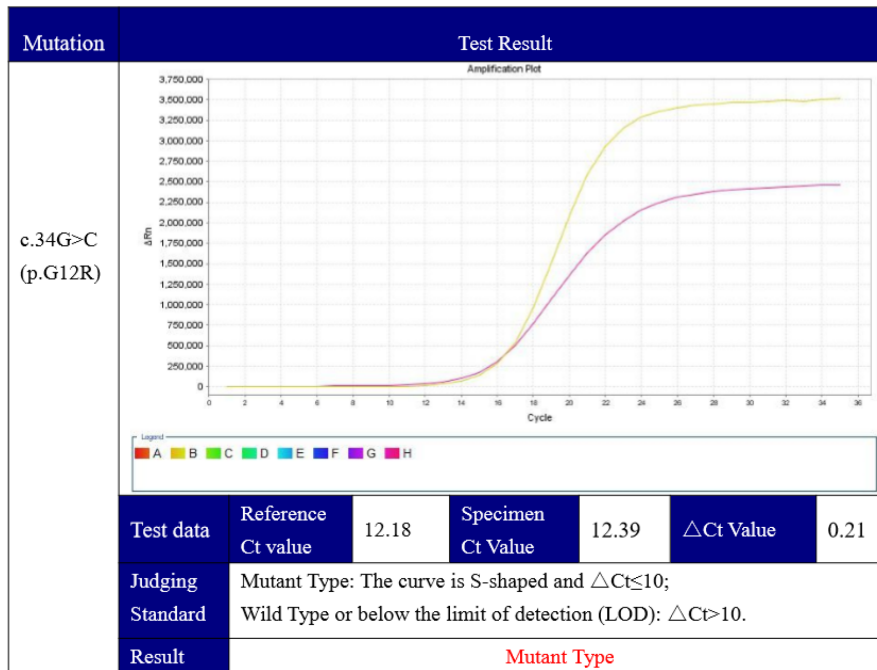 Mutation
Test Result
c.34G>C
(p.G12R)
Amplification Plot
3,750,000
3,500,000
3,250,000
3,000,000
2,750,000
2,500,000
2,250,000
2,000,000
1,750,000
1,500,000
1,250,000
1,000,000
750,000
500,000
250,000
0
ΔRn
0 2 4 6 8 10 12 14 16 18 20 22 24 26 28 30 32 34 36
Cycle
Legend
A B C D E F G H
Test data
Reference
Ct value
12.18
Specimen
Ct Value
12.39
△Ct Value
0.21
Judging
Standard
Mutant Type: The curve is S-shaped and △Ct≤10;
Wild Type or below the limit of detection (LOD): △Ct>10.
Result
Mutant Type